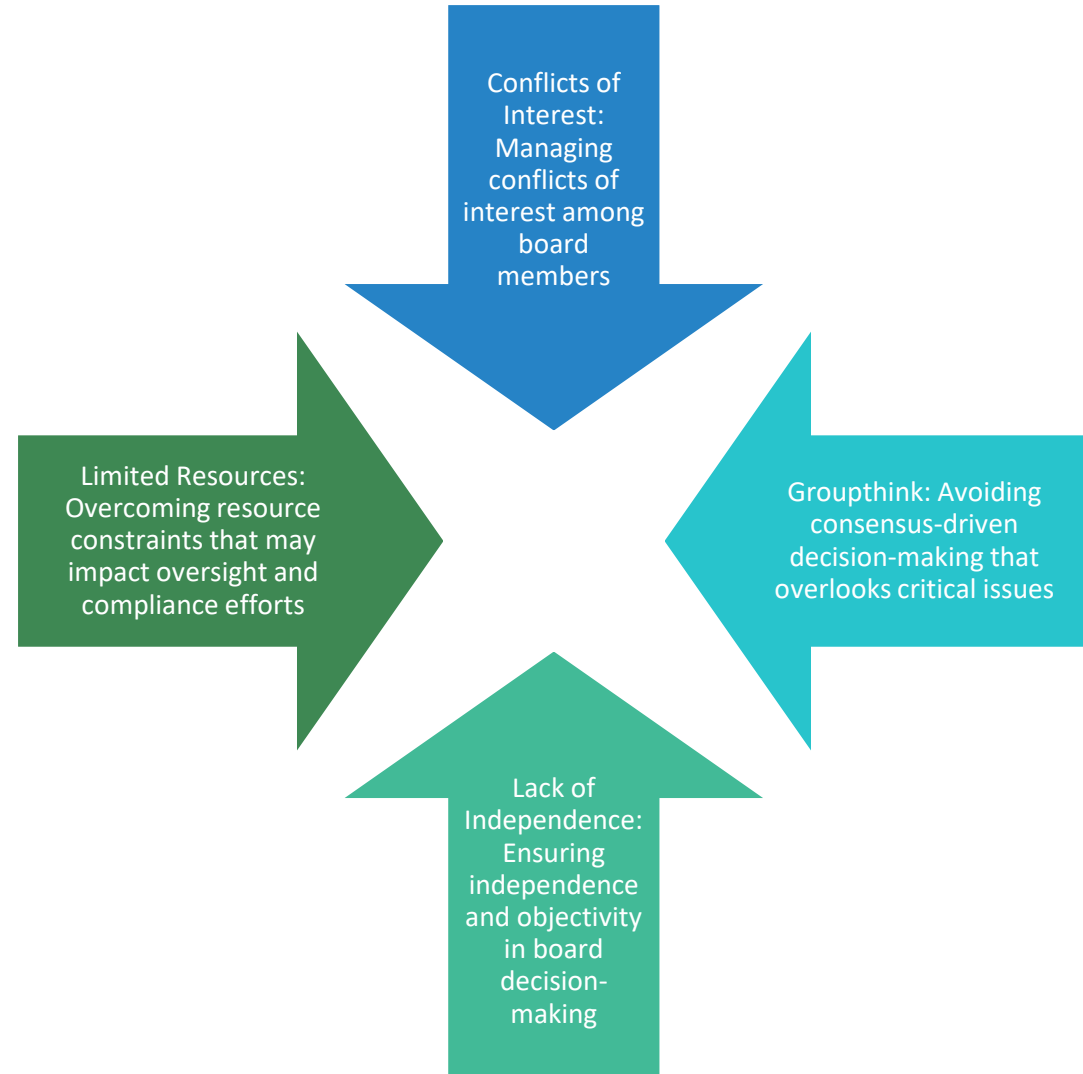 Conflicts of
Interest:
Managing
conflicts of
interest among
board
members
Limited Resources:
Overcoming resource
constraints that may
impact oversight and
compliance efforts
Groupthink: Avoiding
consensus-driven
decision-making that
overlooks critical issues
Lack of
Independence:
Ensuring
independence
and objectivity
in board
decision-
making